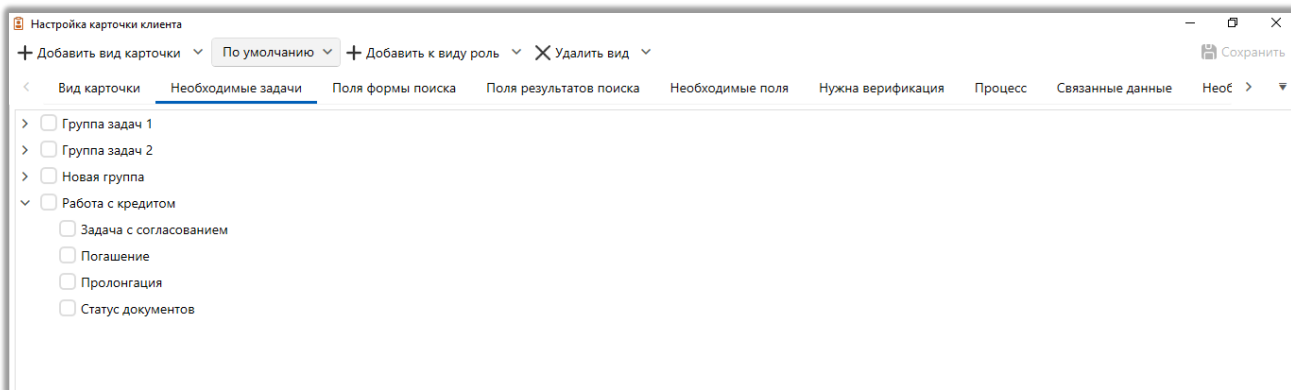 Настройка карточки клиента
Добавить вид карточки По умолчанию Добавить к виду роль Удалить вид Сохранить
Вид карточки Необходимые задачи Поля формы поиска Поля результатов поиска Необходимые поля Нужна верификация Процесс Связанные данные Необ
Группа задач 1
Группа задач 2
Новая группа
Работа с кредитом
Задача с согласованием
Погашение
Пролонгация
Статус документов